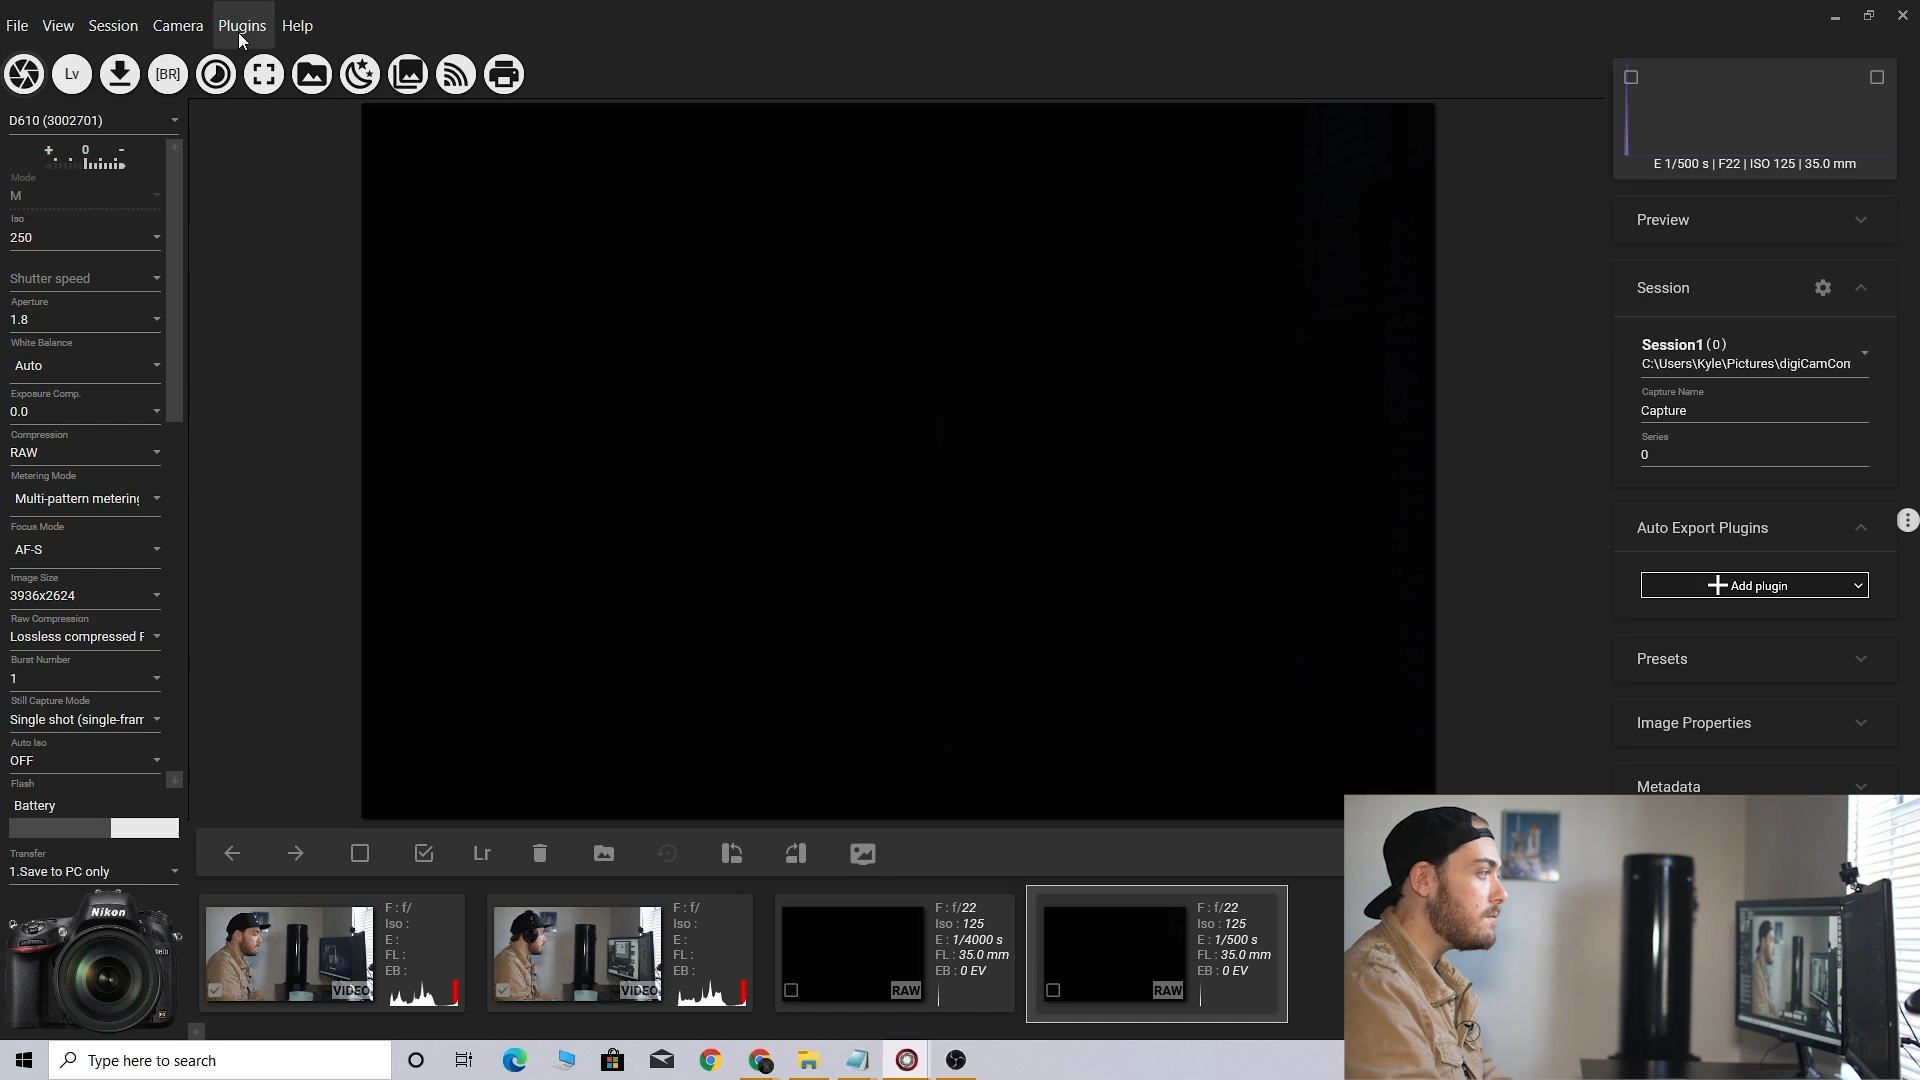 File View Session Camera Plugins Help
Lv [BR]
D610 (3002701)
+ 0 -
Mode
M
Iso
250
Shutter speed
Aperture
1.8
White Balance
Auto
Exposure Comp.
0.0
Compression
RAW
Metering Mode
Multi-pattern metering
Focus Mode
AF-S
Image Size
3936x2624
Raw Compression
Lossless compressed F
Burst Number
1
Still Capture Mode
Single shot (single-fram
Auto Iso
OFF
Flash
Battery
Transfer
1.Save to PC only
Nikon
D610
E 1/500 s | F22 | ISO 125 | 35.0 mm
Preview
Session
Session1 (0)
C:\Users\Kyle\Pictures\digiCamCon
Capture Name
Capture
Series
0
Auto Export Plugins
Add plugin
Presets
Image Properties
Metadata
Lr
F : f/
Iso :
E :
FL :
EB :
VIDEO
F : f/
Iso :
E :
FL :
EB :
VIDEO
F : f/22
Iso : 125
E : 1/4000 s
FL : 35.0 mm
EB : 0 EV
RAW
F : f/22
Iso : 125
E : 1/500 s
FL : 35.0 mm
EB : 0 EV
RAW
Type here to search